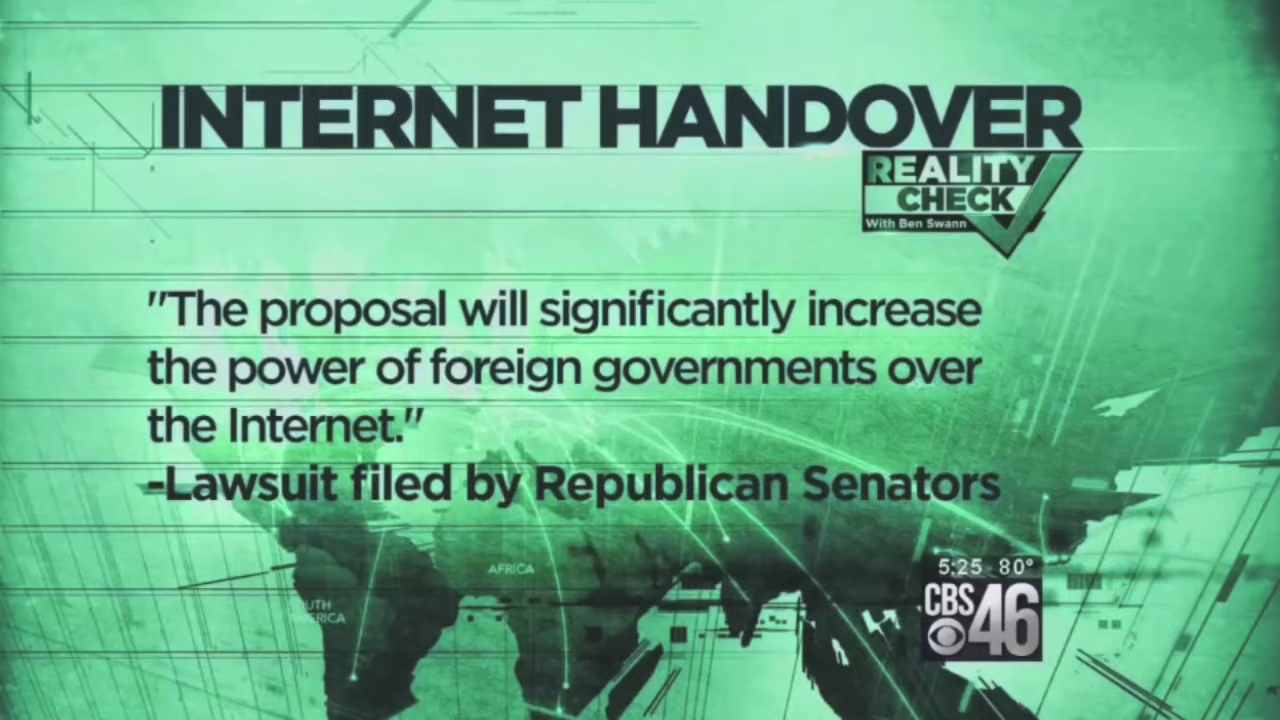 INTERNET HANDOVER
REALITY
CHECK
With Ben Swann
"The proposal will significantly increase
the power of foreign governments over
the Internet."
-Lawsuit filed by Republican Senators
AFRICA
5:25 80°
CBS 46